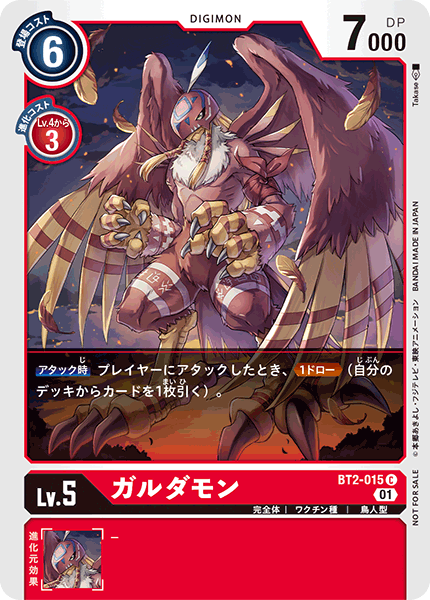 DIGIMON
登場コスト
6
7000
DP
進化コスト
Lv.4から
3
Takase
アタック時 プレイヤーにアタックしたとき、1ドロー（自分の
デッキからカードを1枚引く）。
© 本郷あきよし・フジテレビ・東映アニメーション BANDAI MADE IN JAPAN
Lv.5
ガルダモン
BT2-015 C
01
完全体 | ワクチン種 | 鳥人型
NOT FOR SALE
進化元効果
–